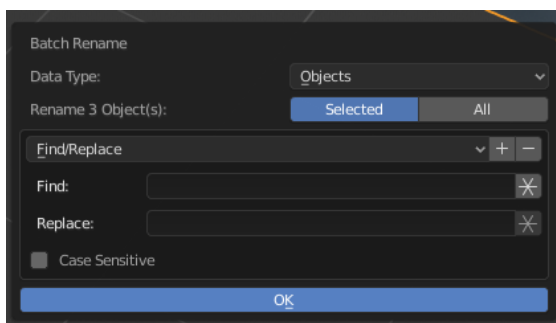 Batch Rename
Data Type: Objects
Rename 3 Object(s): Selected All
Find/Replace
Find:
Replace:
Case Sensitive
OK